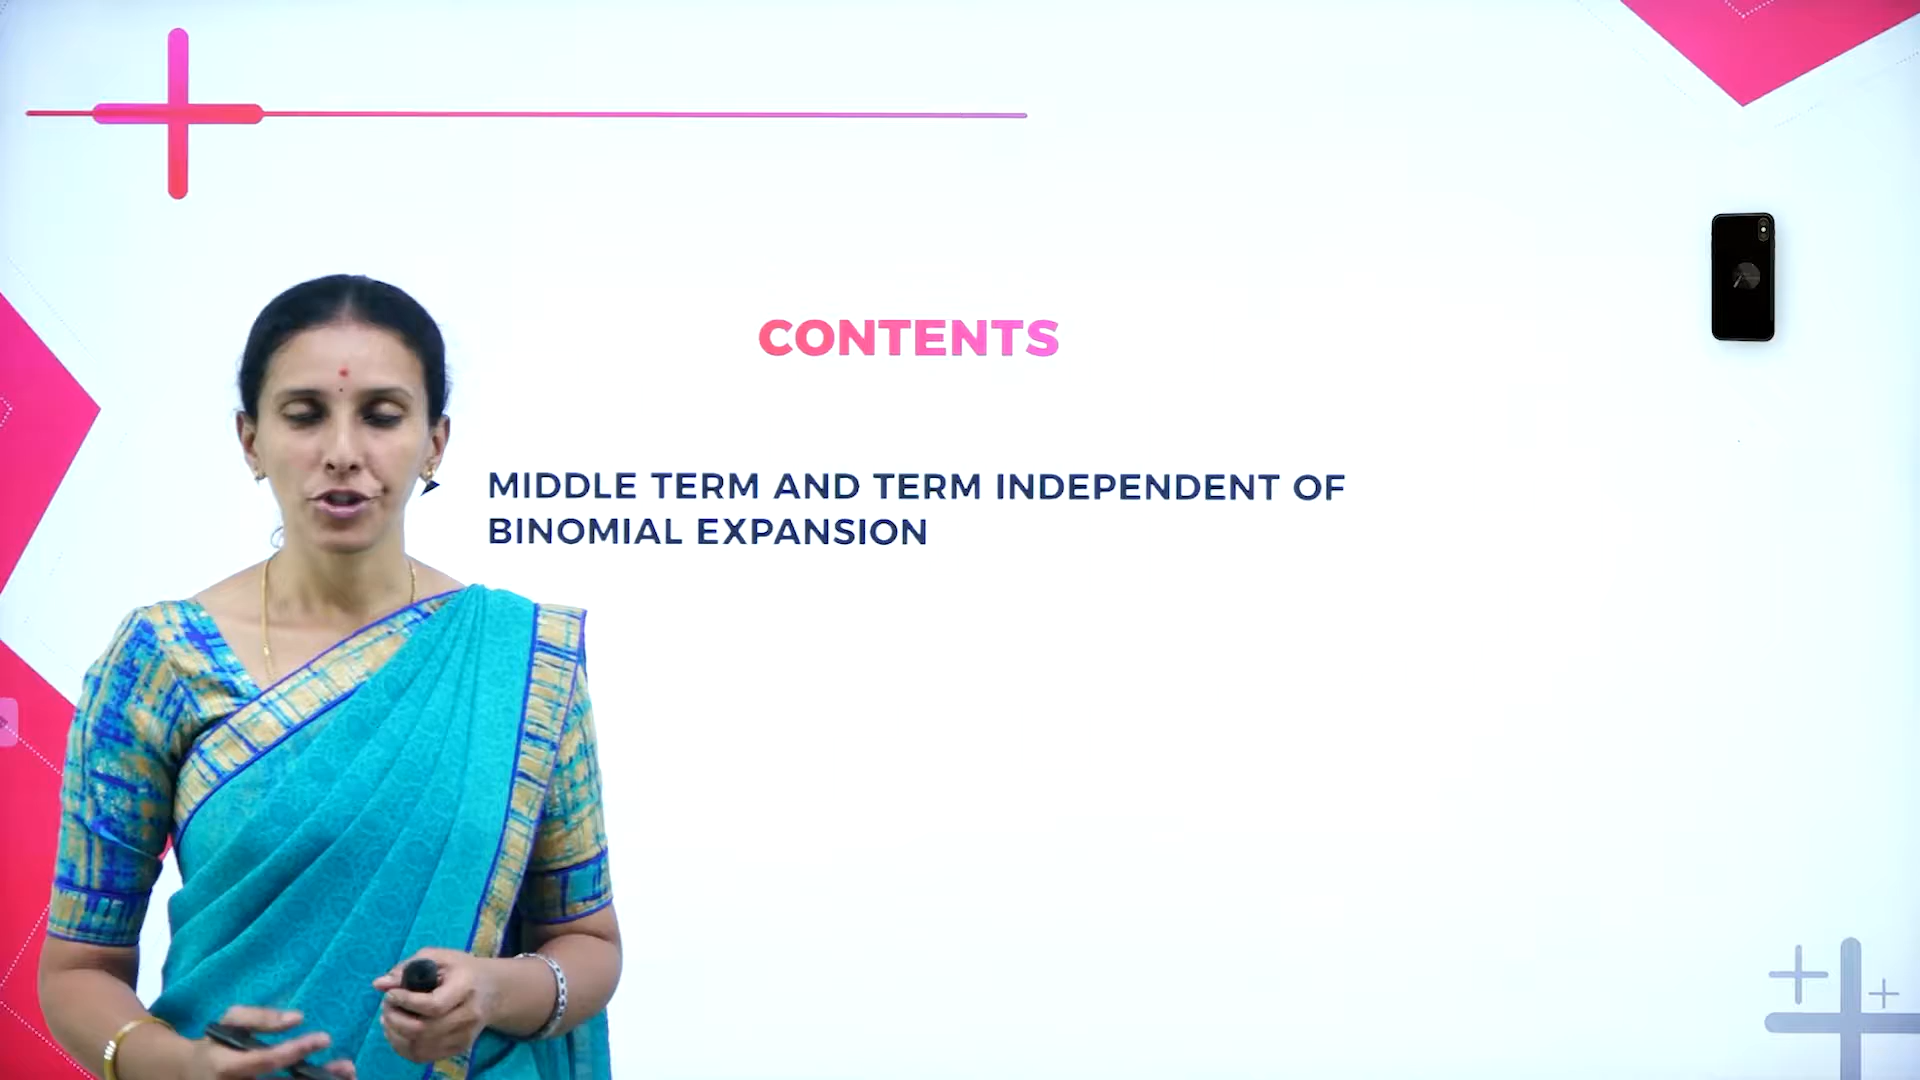 CONTENTS
MIDDLE TERM AND TERM INDEPENDENT OF
BINOMIAL EXPANSION